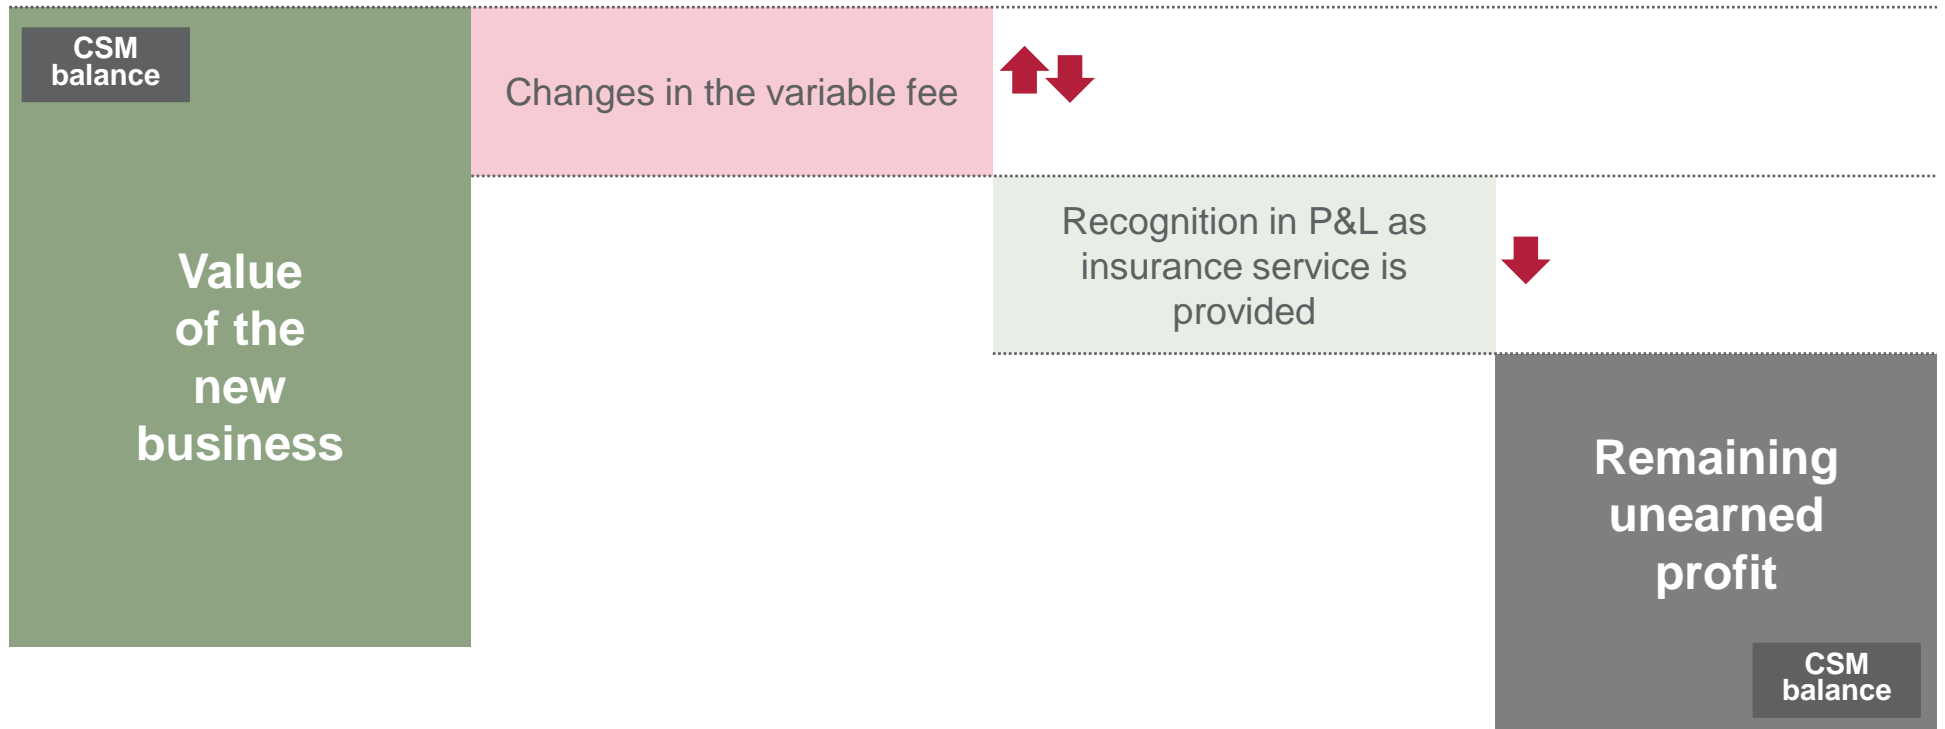 CSM
balance
Changes in the variable fee
Value
of the
new
business
Recognition in P&L as
insurance service is
provided
Remaining
unearned
profit
CSM
balance